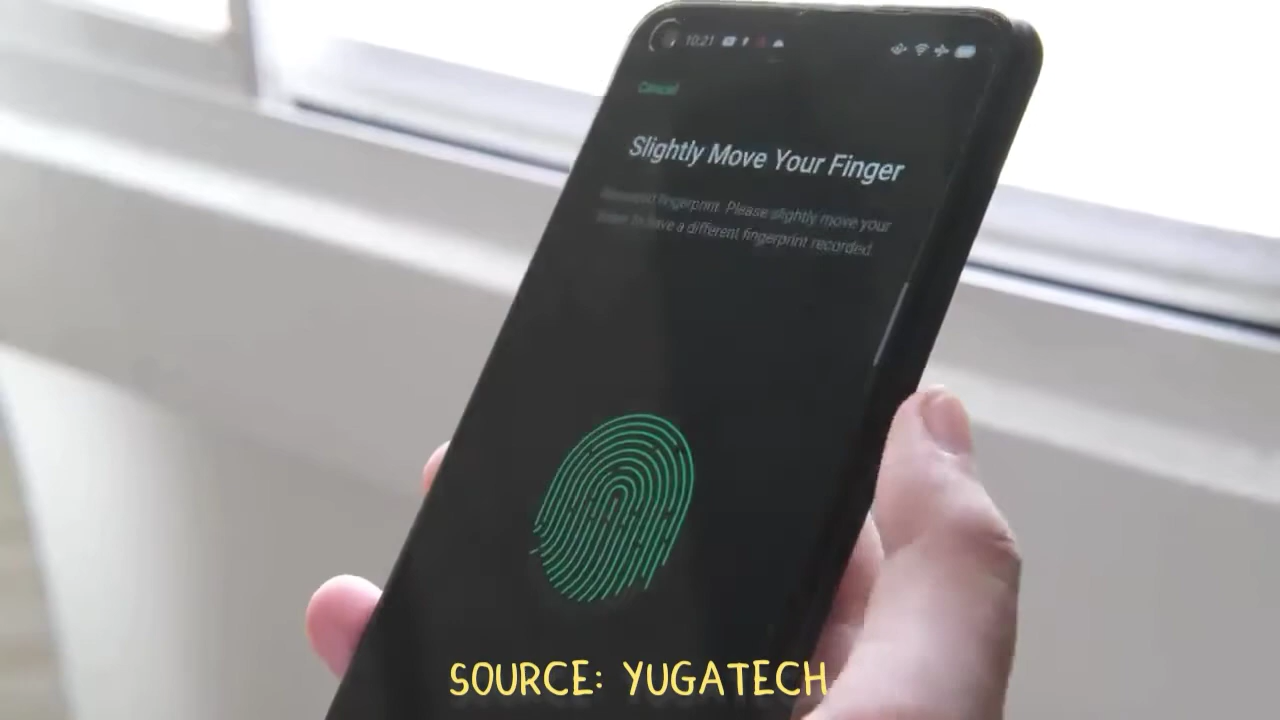 10:21
Cancel
Slightly Move Your Finger
fingerprint. Please slightly move your
finger to have a different fingerprint recorded.
SOURCE: YUGATECH